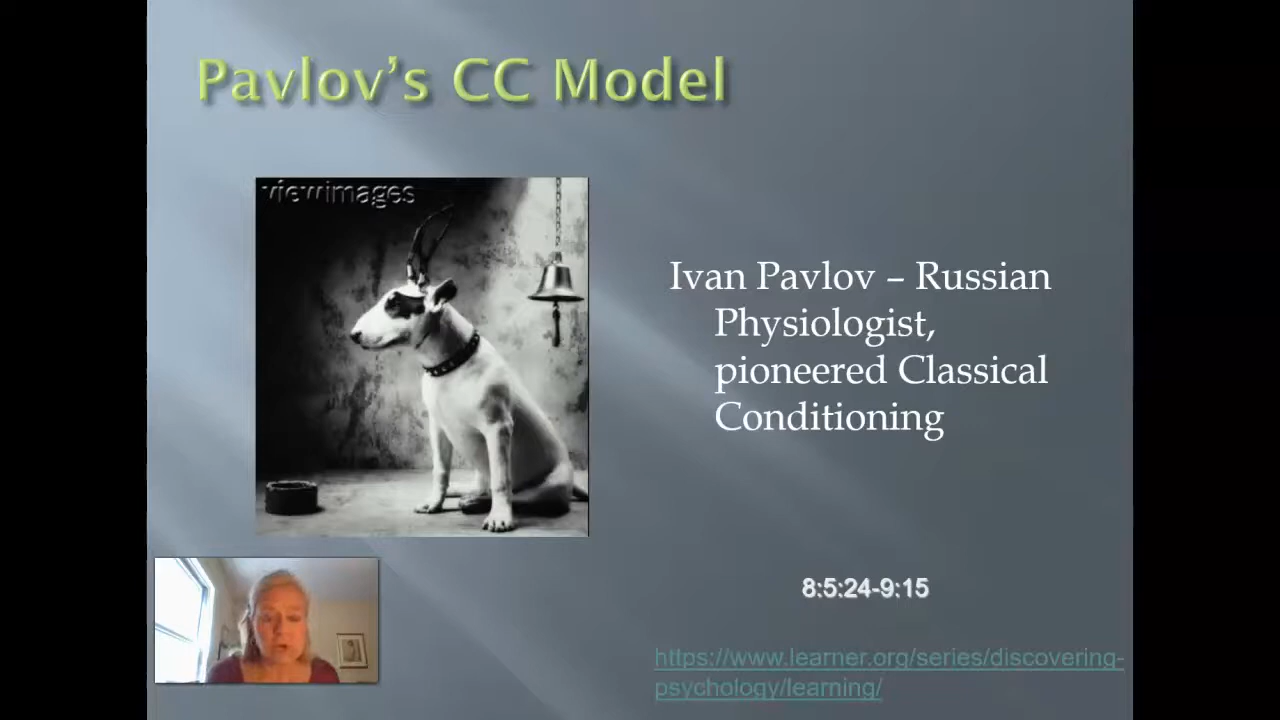 Pavlov's CC Model
viewimages
Ivan Pavlov – Russian
Physiologist,
pioneered Classical
Conditioning
8:5:24-9:15
https://www.learner.org/series/discovering-
psychology/learning/